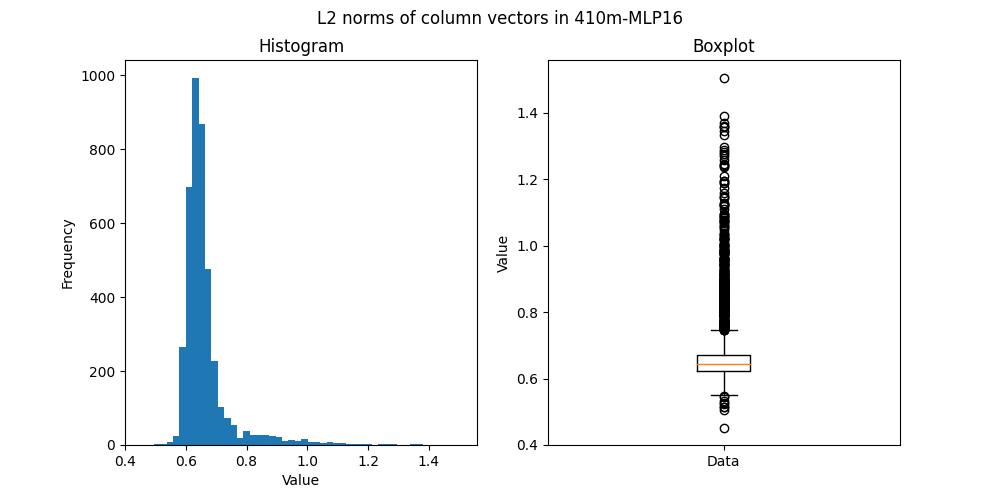 L2 norms of column vectors in 410m-MLP16
Histogram
Frequency
1000
800
600
400
200
0
0.4 0.6 0.8 1.0 1.2 1.4
Value
Boxplot
Value
1.4
1.2
1.0
0.8
0.6
0.4
Data